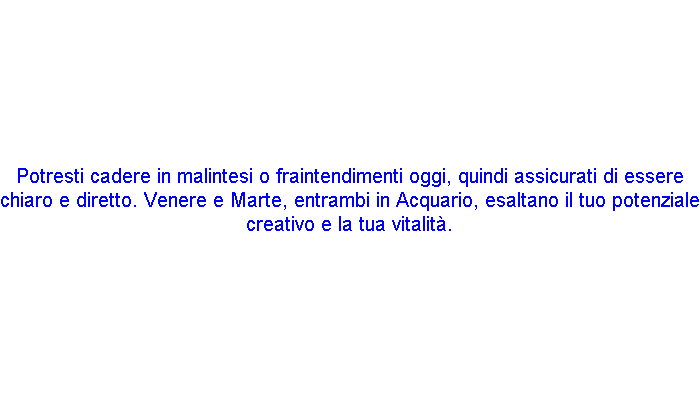 Potresti cadere in malintesi o fraintendimenti oggi, quindi assicurati di essere
chiaro e diretto. Venere e Marte, entrambi in Acquario, esaltano il tuo potenziale
creativo e la tua vitalità.